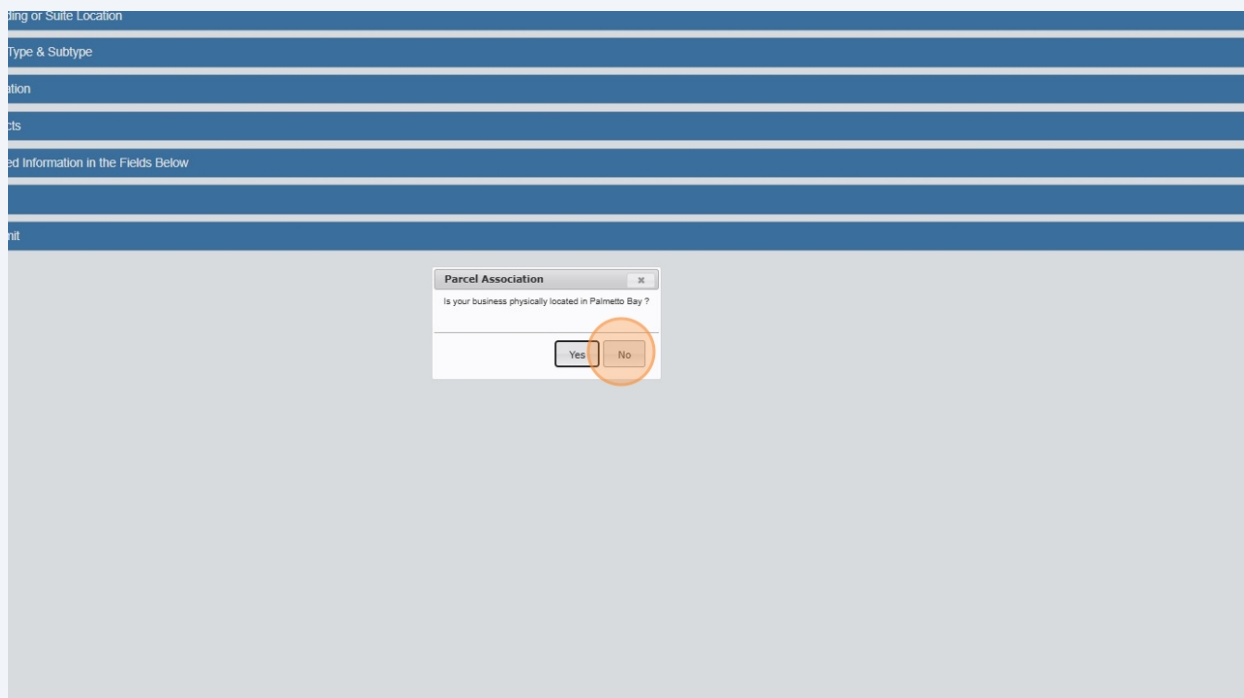 ding or Suite Location
Type & Subtype
ation
cts
ed Information in the Fields Below
nit
Parcel Association
Is your business physically located in Palmetto Bay ?
Yes No